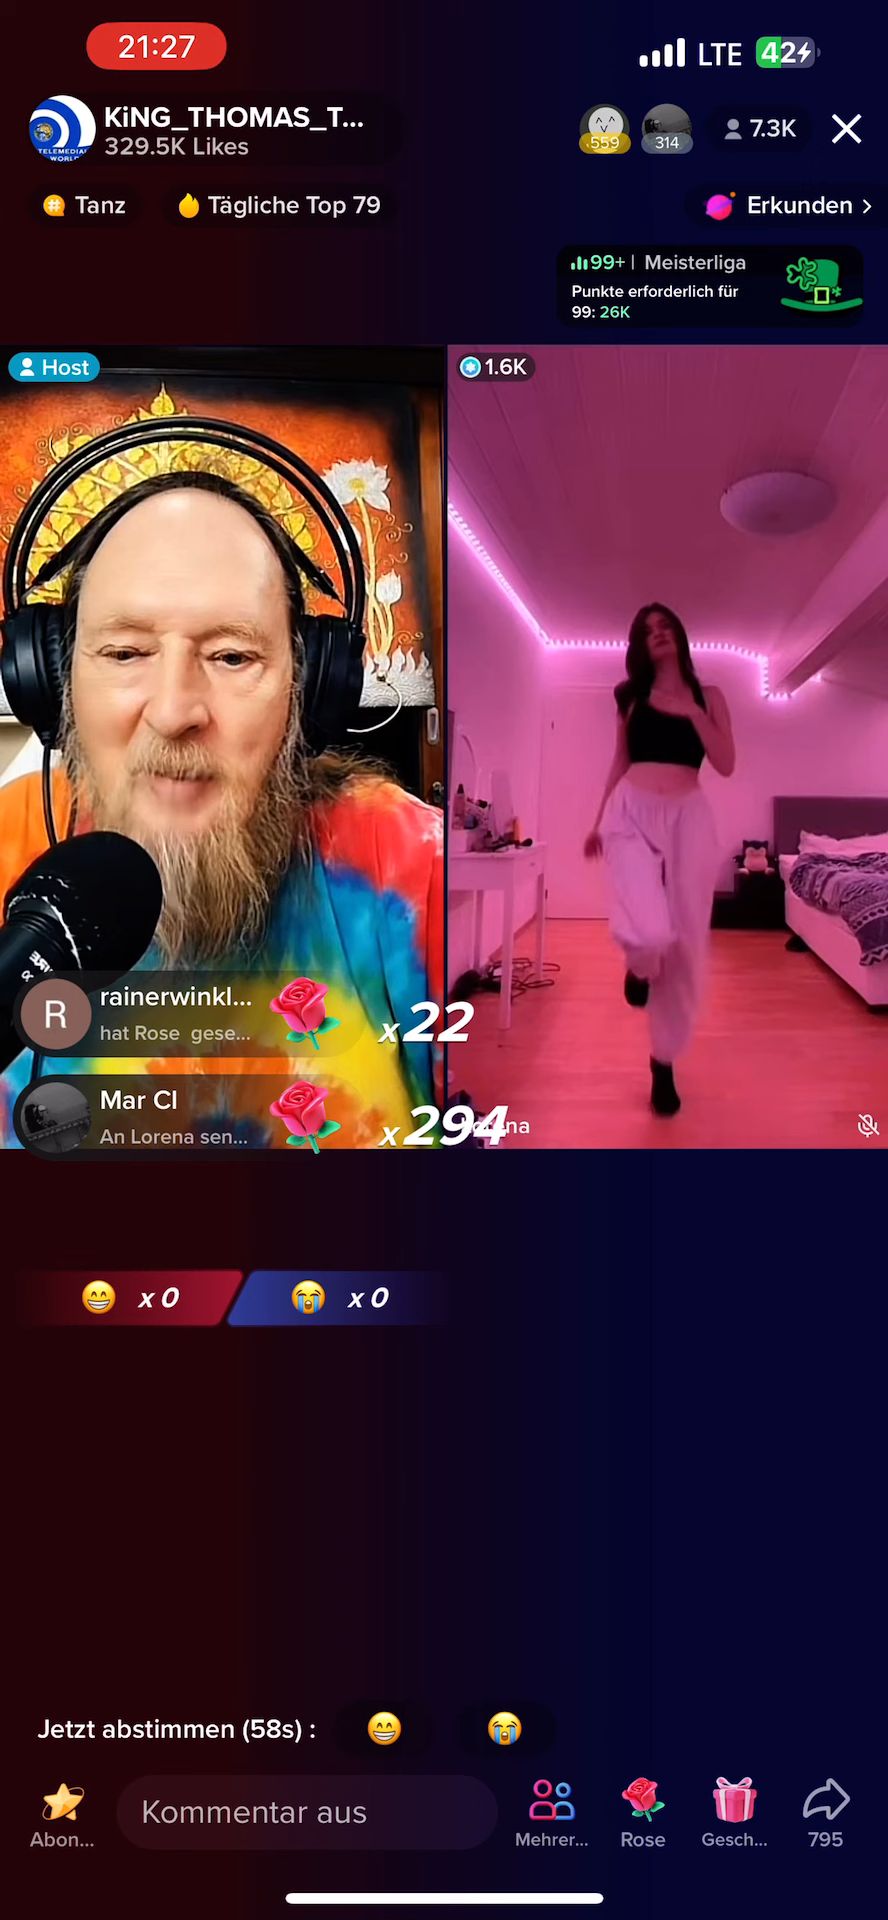 21:27
LTE
42
KiNG_THOMAS_T...
329.5K Likes
559
314
7.3K
TELEMEDIA
WORLD
Tanz
Tägliche Top 79
Erkunden >
99+ | Meisterliga
Punkte erforderlich für
99: 26K
Host
1.6K
rainerwinkl...
hat Rose gese...
x22
R
Mar Cl
An Lorena sen...
x294
x 0
x 0
Jetzt abstimmen (58s) :
Kommentar aus
Abon...
Mehrer...
Rose
Gesch...
795